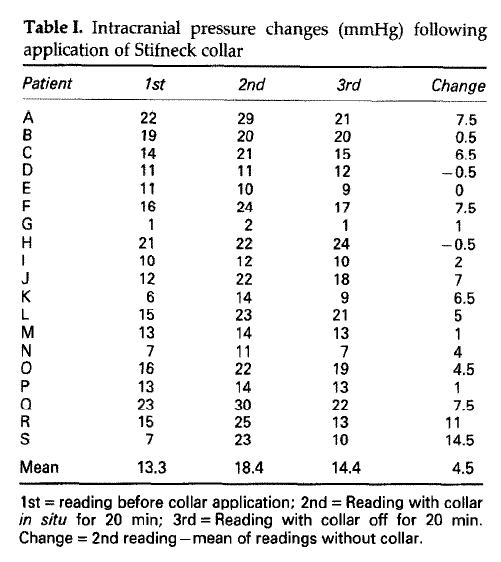 Table I. Intracranial pressure changes (mmHg) following
application of Stifneck collar
Patient 1st 2nd 3rd Change
A 22 29 21 7.5
B 19 20 20 0.5
C 14 21 15 6.5
D 11 11 12 −0.5
E 11 10 9 0
F 16 24 17 7.5
G 1 2 1 1
H 21 22 24 −0.5
I 10 12 10 2
J 12 22 18 7
K 6 14 9 6.5
L 15 23 21 5
M 13 14 13 1
N 7 11 7 4
O 16 22 19 4.5
P 13 14 13 1
Q 23 30 22 7.5
R 15 25 13 11
S 7 23 10 14.5
Mean 13.3 18.4 14.4 4.5
1st = reading before collar application; 2nd = Reading with collar
in situ for 20 min; 3rd = Reading with collar off for 20 min.
Change = 2nd reading − mean of readings without collar.